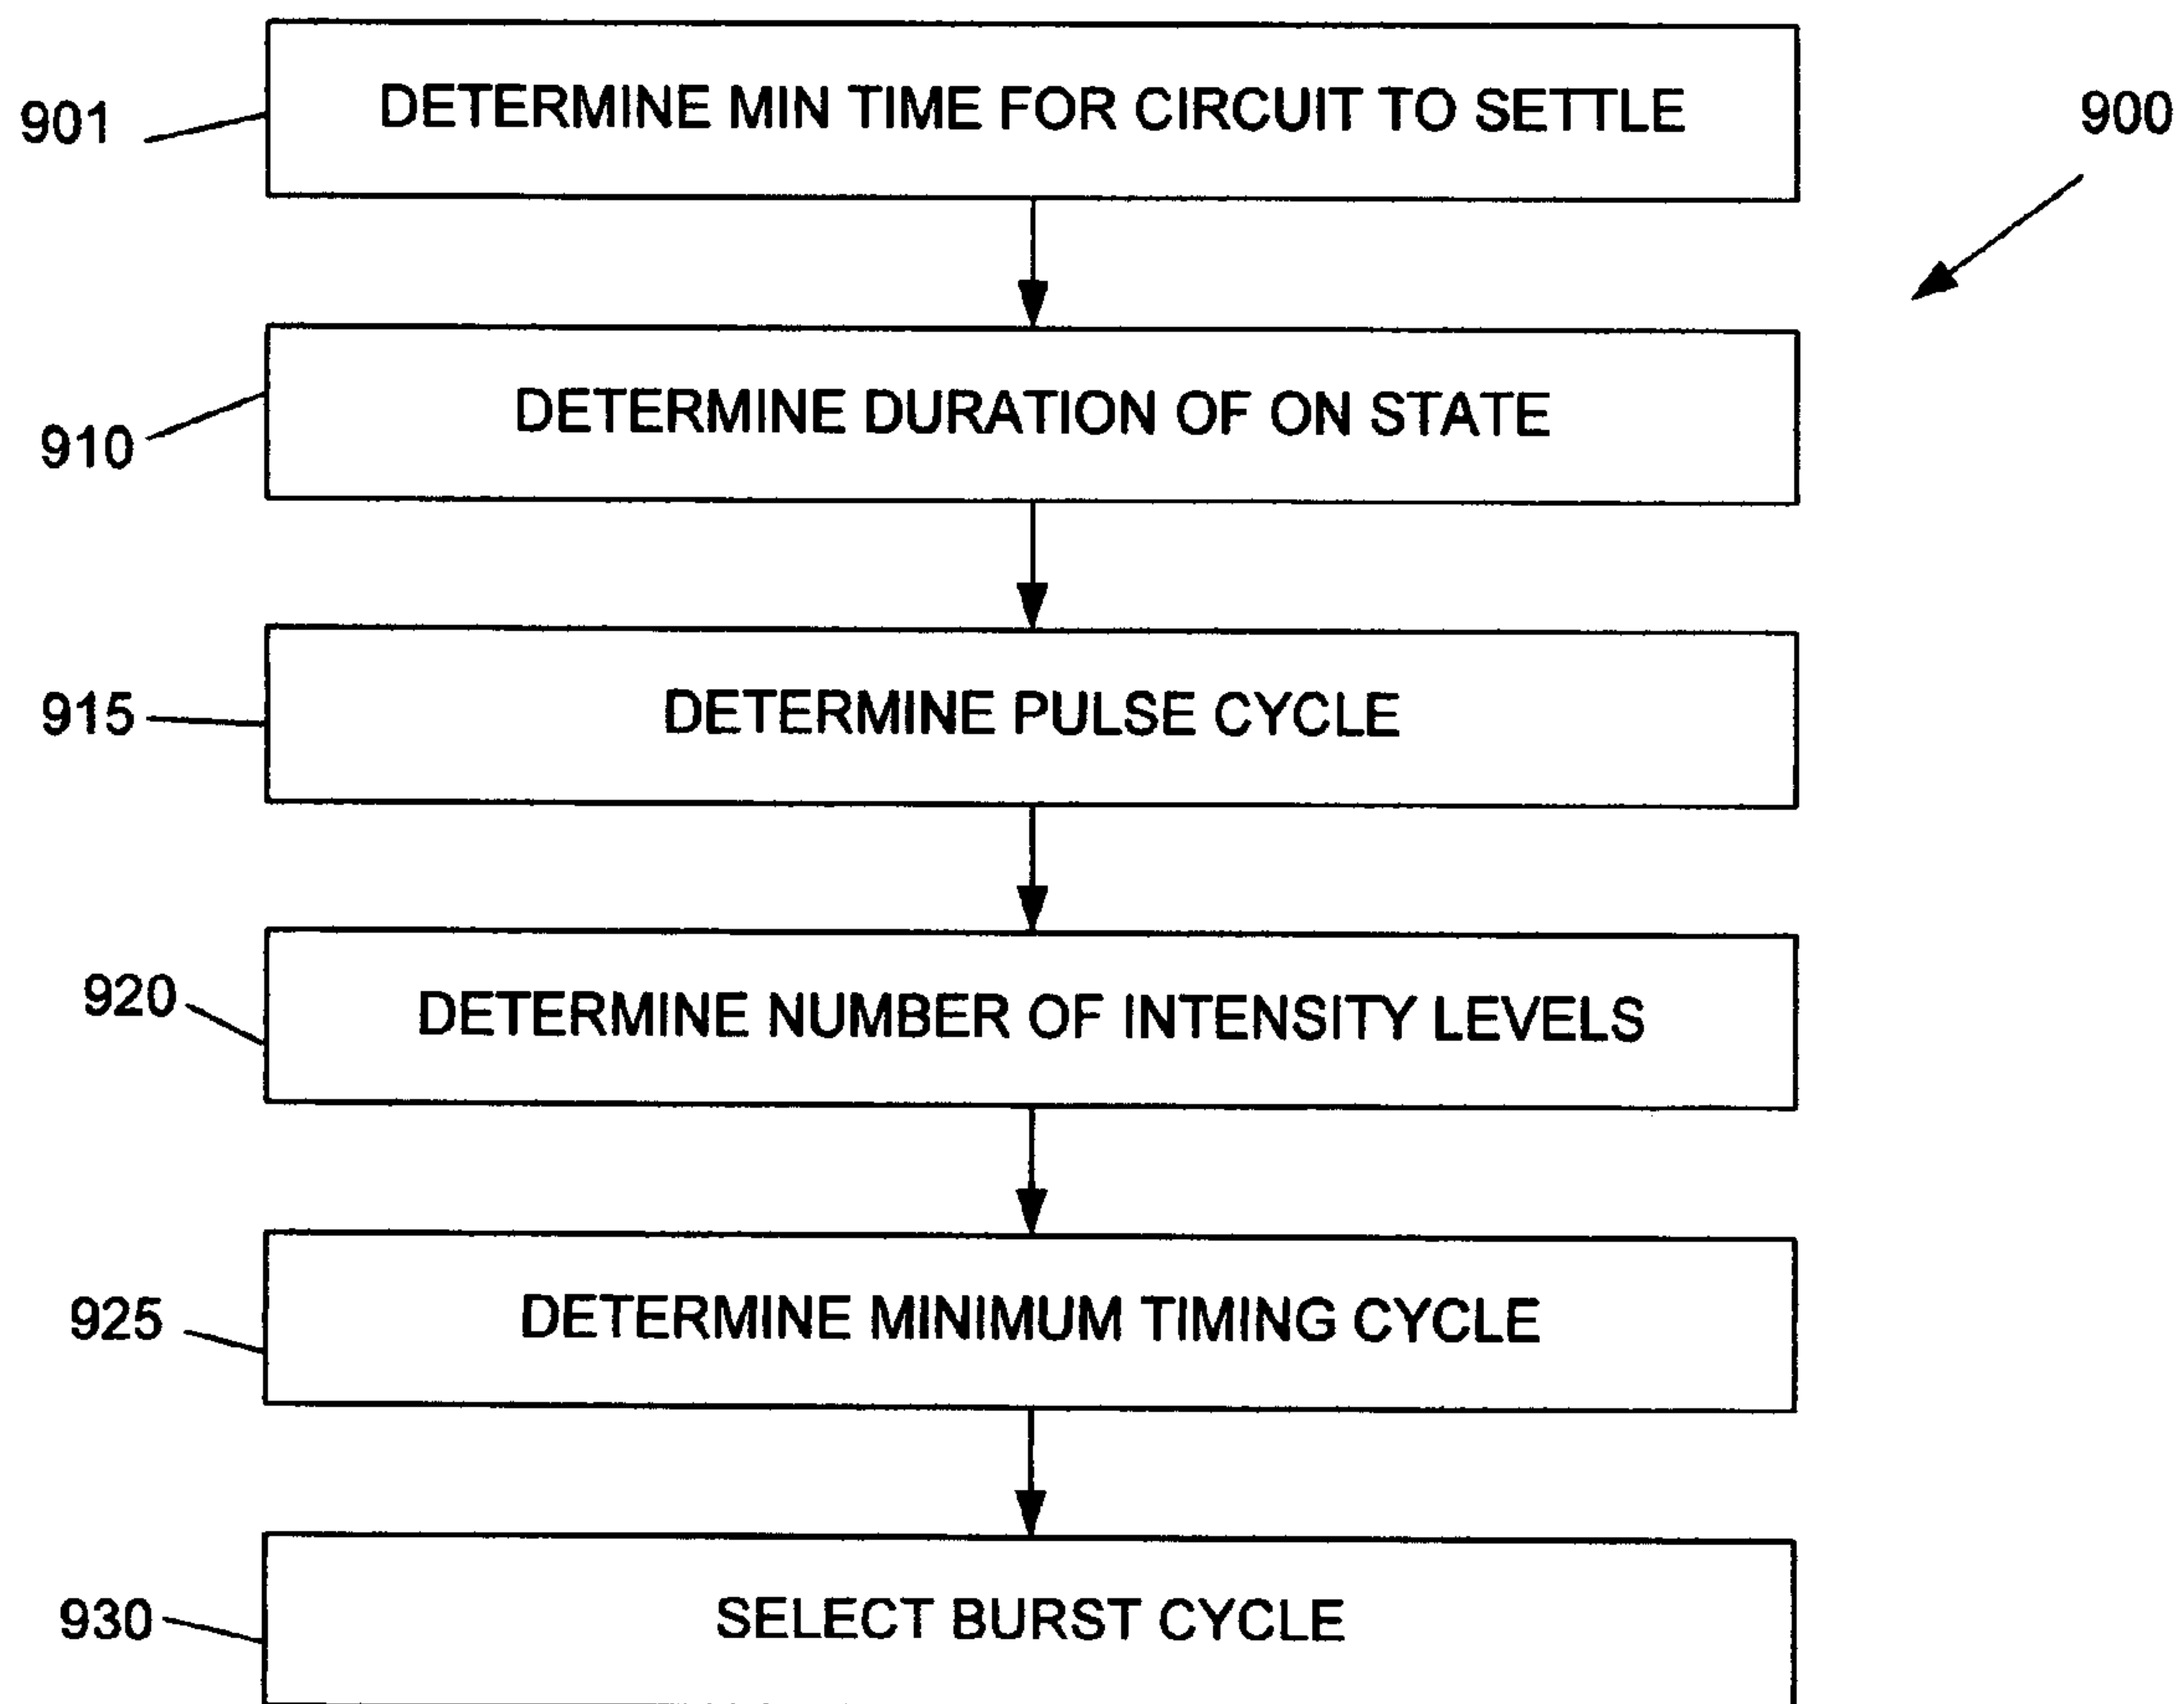 901
DETERMINE MIN TIME FOR CIRCUIT TO SETTLE
900
DETERMINE DURATION OF ON STATE
910
915
DETERMINE PULSE CYCLE
920
DETERMINE NUMBER OF INTENSITY LEVELS
925
DETERMINE MINIMUM TIMING CYCLE
930
SELECT BURST CYCLE